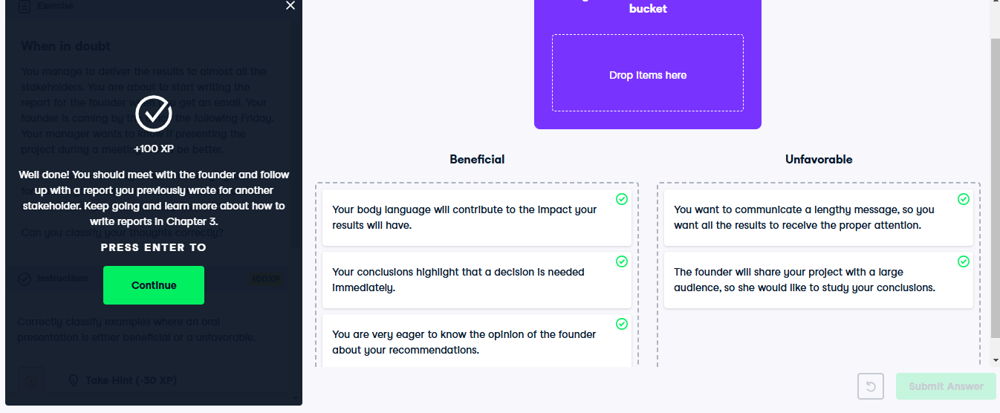 Exercise
When in doubt
You manage to deliver the results to almost all the
stakeholders. You are about to start writing the
report for the founder you get an email. Your
founder is coming by the following Friday.
Your manager wants to know if presenting the
project during a be better.
+100 XP
Well done! You should meet with the founder and follow
up with a report you previously wrote for another
stakeholder. Keep going and learn more about how to
write reports in Chapter 3.
Can you classify your thoughts correctly?
PRESS ENTER TO
Continue
Instructions
100XP
Correctly classify examples where an oral
presentation is either beneficial or a unfavorable.
Take Hint (-30 XP)
bucket
Drop items here
Beneficial
Your body language will contribute to the impact your
results will have.
Your conclusions highlight that a decision is needed
immediately.
You are very eager to know the opinion of the founder
about your recommendations.
Unfavorable
You want to communicate a lengthy message, so you
want all the results to receive the proper attention.
The founder will share your project with a large
audience, so she would like to study your conclusions.
Submit Answer